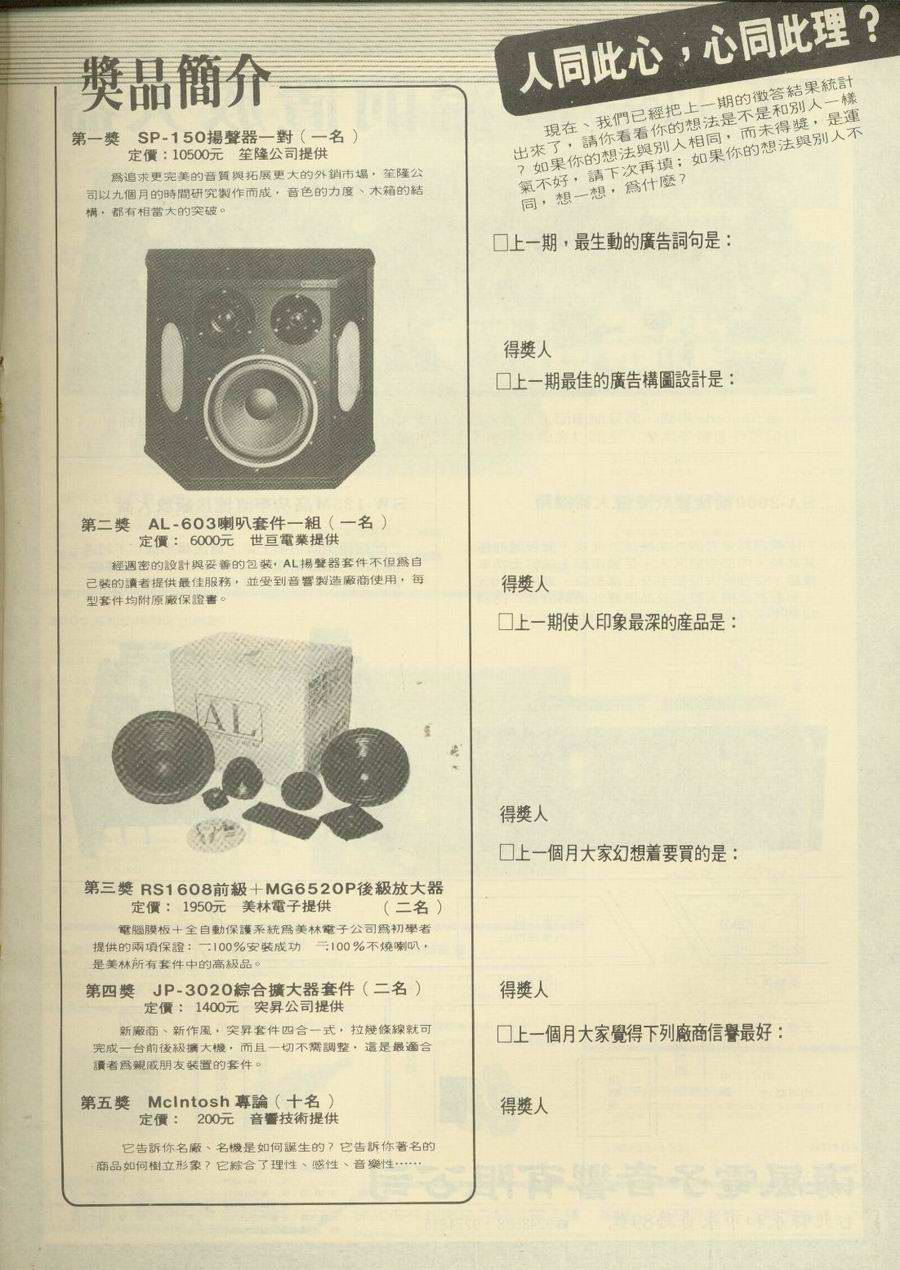 獎品簡介
第一獎 SP-150揚聲器一對（一名）
定價：10500元 笙隆公司提供
爲追求更完美的音質與拓展更大的外銷市場，笙隆公
司以九個月的時間研究製作而成，音色的力度、木箱的結
構，都有相當大的突破。
第二獎 AL-603喇叭套件一組（一名）
定價： 6000元 世亘電業提供
經週密的設計與妥善的包裝，AL揚聲器套件不但爲自
己裝的讀者提供最佳服務，並受到音響製造廠商使用，每
型套件均附原廠保證書。
AL
第三獎 RS1608前級＋MG6520P後級放大器
定價： 1950元 美林電子提供 （二名）
電腦膜板＋全自動保護系統爲美林電子公司爲初學者
提供的兩項保證：一.100％安裝成功 二.100％不燒喇叭，
是美林所有套件中的高級品。
第四獎 JP-3020綜合擴大器套件（二名）
定價： 1400元 突昇公司提供
新廠商、新作風，突昇套件四合一式，拉幾條線就可
完成一台前後級擴大機，而且一切不需調整，這是最適合
讀者爲親戚朋友裝置的套件。
第五獎 McIntosh 專論（十名）
定價： 200元 音響技術提供
它告訴你名廠、名機是如何誕生的？它告訴你著名的
商品如何樹立形象？它綜合了理性、感性、音樂性⋯⋯
人同此心，心同此理？
現在、我們已經把上一期的徵答結果統計
出來了，請你看看你的想法是不是和別人一樣
？如果你的想法與別人相同，而未得獎，是運
氣不好，請下次再填；如果你的想法與別人不
同，想一想，爲什麼？
□上一期，最生動的廣告詞句是：
得獎人
□上一期最佳的廣告構圖設計是：
得獎人
□上一期使人印象最深的産品是：
得獎人
□上一個月大家幻想着要買的是：
得獎人
□上一個月大家覺得下列廠商信譽最好：
得獎人